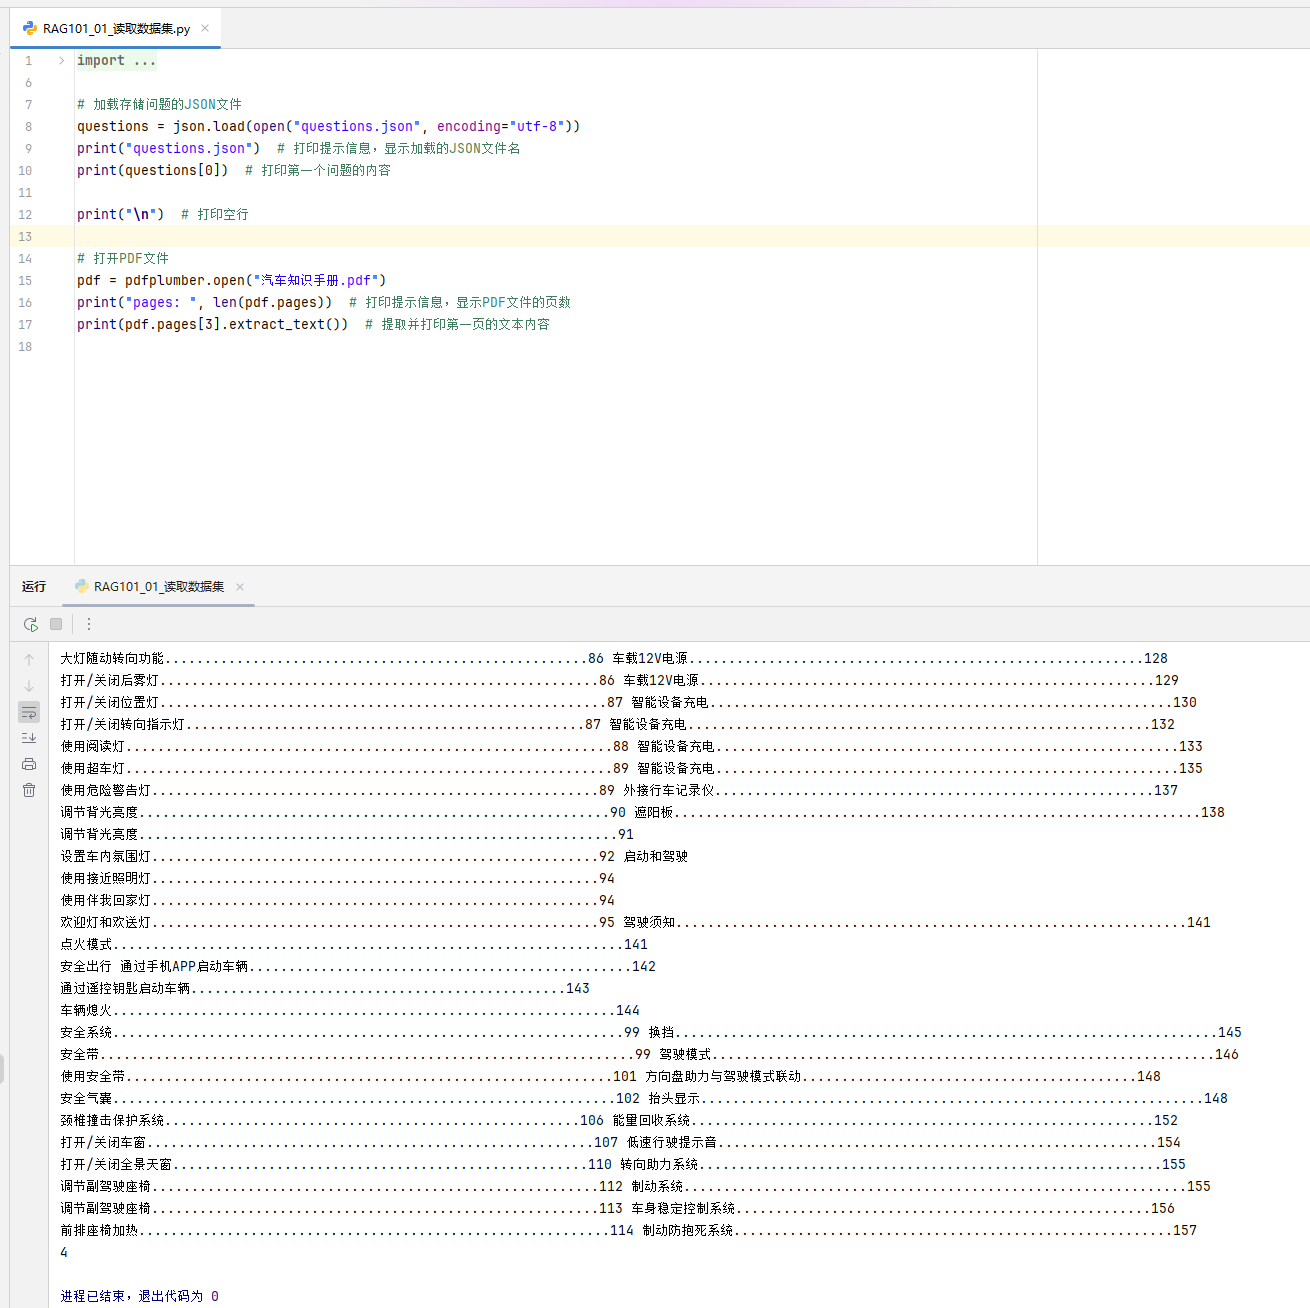 RAG101_01_读取数据集.py
1 import ...
6
7 # 加载存储问题的JSON文件
8 questions = json.load(open("questions.json", encoding="utf-8"))
9 print("questions.json")  # 打印提示信息，显示加载的JSON文件名
10 print(questions[0])  # 打印第一个问题的内容
11
12 print("\n")  # 打印空行
13
14 # 打开PDF文件
15 pdf = pdfplumber.open("汽车知识手册.pdf")
16 print("pages: ", len(pdf.pages))  # 打印提示信息，显示PDF文件的页数
17 print(pdf.pages[3].extract_text())  # 提取并打印第一页的文本内容
18
运行 RAG101_01_读取数据集
大灯随动转向功能......................................................86 车载12V电源..........................................................128
打开/关闭后雾灯........................................................86 车载12V电源..........................................................129
打开/关闭位置灯.........................................................87 智能设备充电...........................................................130
打开/关闭转向指示灯...................................................87 智能设备充电...........................................................132
使用阅读灯..............................................................88 智能设备充电...........................................................133
使用超车灯..............................................................89 智能设备充电...........................................................135
使用危险警告灯.........................................................89 外接行车记录仪........................................................137
调节背光亮度............................................................90 遮阳板...................................................................138
调节背光亮度.............................................................91
设置车内氛围灯.........................................................92 启动和驾驶
使用接近照明灯.........................................................94
使用伴我回家灯.........................................................94
欢迎灯和欢送灯.........................................................95 驾驶须知.................................................................141
点火模式.................................................................141
安全出行 通过手机APP启动车辆.................................................142
通过遥控钥匙启动车辆................................................143
车辆熄火................................................................144
安全系统.................................................................99 换挡.....................................................................145
安全带....................................................................99 驾驶模式................................................................146
使用安全带..............................................................101 方向盘助力与驾驶模式联动...........................................148
安全气囊................................................................102 抬头显示................................................................148
颈椎撞击保护系统.....................................................106 能量回收系统...........................................................152
打开/关闭车窗.........................................................107 低速行驶提示音........................................................154
打开/关闭全景天窗.....................................................110 转向助力系统...........................................................155
调节副驾驶座椅.........................................................112 制动系统................................................................155
调节副驾驶座椅.........................................................113 车身稳定控制系统.....................................................156
前排座椅加热............................................................114 制动防抱死系统........................................................157
4
进程已结束，退出代码为 0